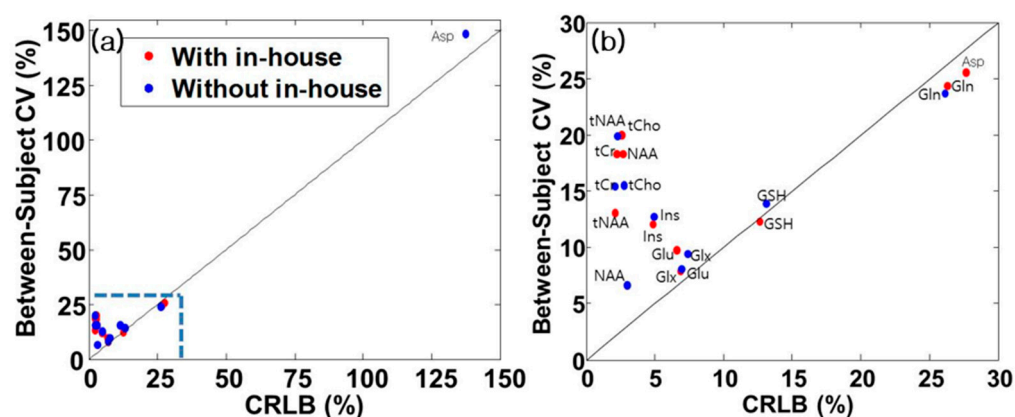 (a)
With in-house
Without in-house
Asp
Between-Subject CV (%)
150
125
100
75
50
25
0
0 25 50 75 100 125 150
CRLB (%)
(b)
Between-Subject CV (%)
30
25
20
15
10
5
0
Asp
Gln Gln
tNAA tCho
tCr NAA
tCr tCho
tNAA
Ins
Ins
GSH
GSH
Glu Glx
Glx Glu
NAA
0 5 10 15 20 25 30
CRLB (%)